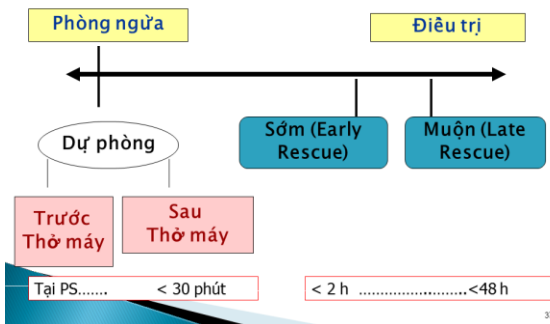 Phòng ngừa
Điều trị
Dự phòng
Sớm (Early
Rescue)
Muộn (Late
Rescue)
Trước
Thở máy
Sau
Thở máy
Tại PS....... < 30 phút
< 2 h ...........................<48 h
3